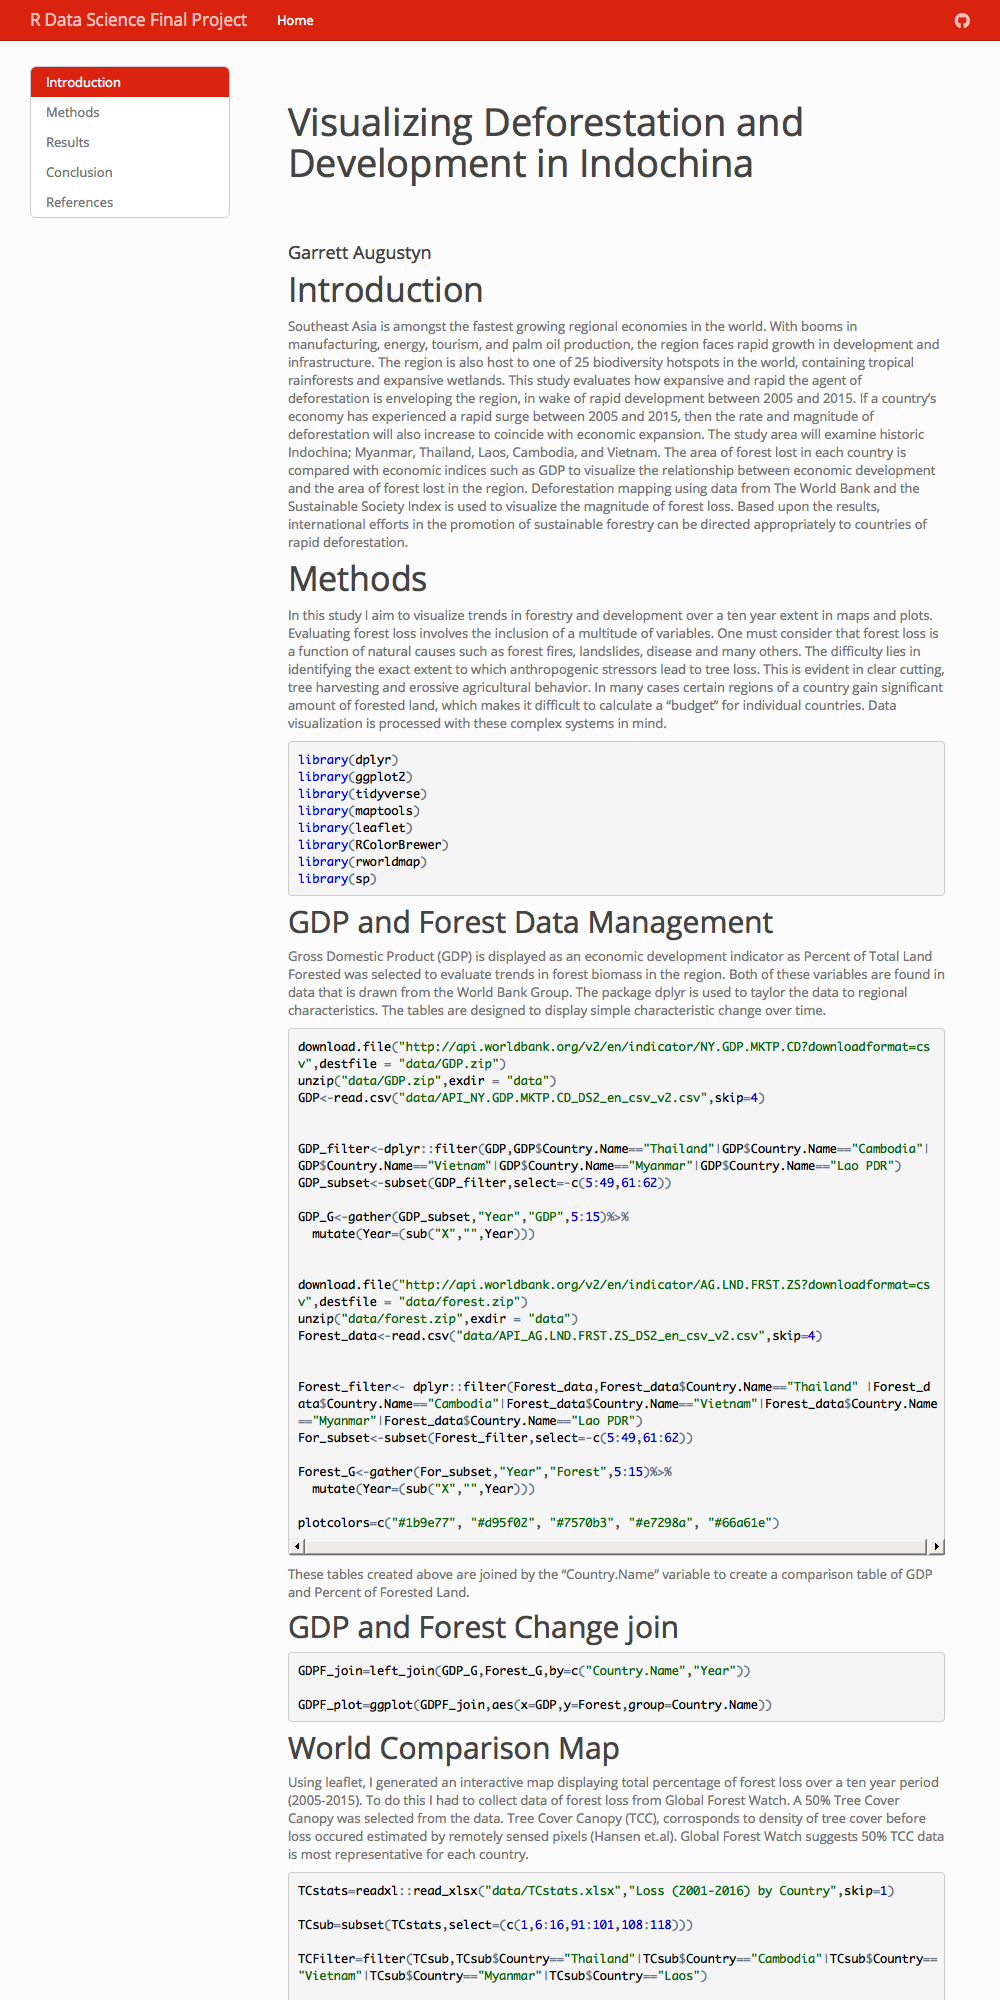 R Data Science Final Project
Home
Introduction
Methods
Results
Conclusion
References
Visualizing Deforestation and
Development in Indochina
Garrett Augustyn
Introduction
Southeast Asia is amongst the fastest growing regional economies in the world. With booms in
manufacturing, energy, tourism, and palm oil production, the region faces rapid growth in development and
infrastructure. The region is also host to one of 25 biodiversity hotspots in the world, containing tropical
rainforests and expansive wetlands. This study evaluates how expansive and rapid the agent of
deforestation is enveloping the region, in wake of rapid development between 2005 and 2015. If a country’s
economy has experienced a rapid surge between 2005 and 2015, then the rate and magnitude of
deforestation will also increase to coincide with economic expansion. The study area will examine historic
Indochina; Myanmar, Thailand, Laos, Cambodia, and Vietnam. The area of forest lost in each country is
compared with economic indices such as GDP to visualize the relationship between economic development
and the area of forest lost in the region. Deforestation mapping using data from The World Bank and the
Sustainable Society Index is used to visualize the magnitude of forest loss. Based upon the results,
international efforts in the promotion of sustainable forestry can be directed appropriately to countries of
rapid deforestation.
Methods
In this study I aim to visualize trends in forestry and development over a ten year extent in maps and plots.
Evaluating forest loss involves the inclusion of a multitude of variables. One must consider that forest loss is
a function of natural causes such as forest fires, landslides, disease and many others. The difficulty lies in
identifying the exact extent to which anthropogenic stressors lead to tree loss. This is evident in clear cutting,
tree harvesting and erossive agricultural behavior. In many cases certain regions of a country gain significant
amount of forested land, which makes it difficult to calculate a “budget” for individual countries. Data
visualization is processed with these complex systems in mind.
library(dplyr)
library(ggplot2)
library(tidyverse)
library(maptools)
library(leaflet)
library(RColorBrewer)
library(rworldmap)
library(sp)
GDP and Forest Data Management
Gross Domestic Product (GDP) is displayed as an economic development indicator as Percent of Total Land
Forested was selected to evaluate trends in forest biomass in the region. Both of these variables are found in
data that is drawn from the World Bank Group. The package dplyr is used to taylor the data to regional
characteristics. The tables are designed to display simple characteristic change over time.
download.file("http://api.worldbank.org/v2/en/indicator/NY.GDP.MKTP.CD?downloadformat=cs
v",destfile = "data/GDP.zip")
unzip("data/GDP.zip",exdir = "data")
GDP<-read.csv("data/API_NY.GDP.MKTP.CD_DS2_en_csv_v2.csv",skip=4)
GDP_filter<-dplyr::filter(GDP,GDP$Country.Name=="Thailand"|GDP$Country.Name=="Cambodia"|
GDP$Country.Name=="Vietnam"|GDP$Country.Name=="Myanmar"|GDP$Country.Name=="Lao PDR")
GDP_subset<-subset(GDP_filter,select=-c(5:49,61:62))
GDP_G<-gather(GDP_subset,"Year","GDP",5:15)%>%
  mutate(Year=(sub("X","",Year)))
download.file("http://api.worldbank.org/v2/en/indicator/AG.LND.FRST.ZS?downloadformat=cs
v",destfile = "data/forest.zip")
unzip("data/forest.zip",exdir = "data")
Forest_data<-read.csv("data/API_AG.LND.FRST.ZS_DS2_en_csv_v2.csv",skip=4)
Forest_filter<- dplyr::filter(Forest_data,Forest_data$Country.Name=="Thailand" |Forest_d
ata$Country.Name=="Cambodia"|Forest_data$Country.Name=="Vietnam"|Forest_data$Country.Name
=="Myanmar"|Forest_data$Country.Name=="Lao PDR")
For_subset<-subset(Forest_filter,select=-c(5:49,61:62))
Forest_G<-gather(For_subset,"Year","Forest",5:15)%>%
  mutate(Year=(sub("X","",Year)))
plotcolors=c("#1b9e77", "#d95f02", "#7570b3", "#e7298a", "#66a61e")
These tables created above are joined by the “Country.Name” variable to create a comparison table of GDP
and Percent of Forested Land.
GDP and Forest Change join
GDPF_join=left_join(GDP_G,Forest_G,by=c("Country.Name","Year"))
GDPF_plot=ggplot(GDPF_join,aes(x=GDP,y=Forest,group=Country.Name))
World Comparison Map
Using leaflet, I generated an interactive map displaying total percentage of forest loss over a ten year period
(2005-2015). To do this I had to collect data of forest loss from Global Forest Watch. A 50% Tree Cover
Canopy was selected from the data. Tree Cover Canopy (TCC), corrosponds to density of tree cover before
loss occured estimated by remotely sensed pixels (Hansen et.al). Global Forest Watch suggests 50% TCC data
is most representative for each country.
TCstats=readxl::read_xlsx("data/TCstats.xlsx","Loss (2001-2016) by Country",skip=1)
TCsub=subset(TCstats,select=(c(1,6:16,91:101,108:118)))
TCFilter=filter(TCsub,TCsub$Country=="Thailand"|TCsub$Country=="Cambodia"|TCsub$Country==
"Vietnam"|TCsub$Country=="Myanmar"|TCsub$Country=="Laos")